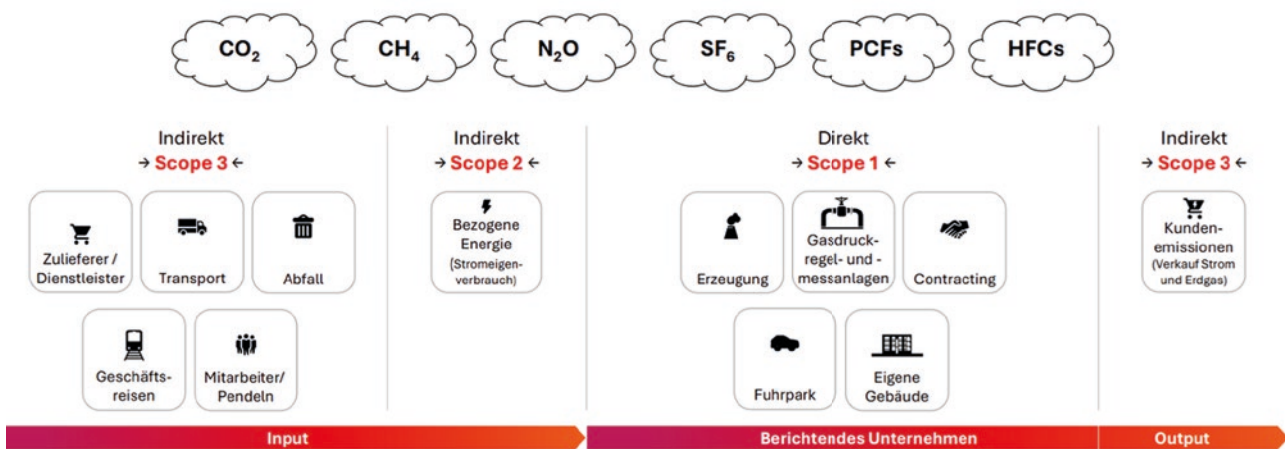 CO₂
CH₄
N₂O
SF₆
PCFs
HFCs
Indirekt
→ Scope 3 ←
Indirekt
→ Scope 2 ←
Direkt
→ Scope 1 ←
Indirekt
→ Scope 3 ←
Zulieferer /
Dienstleister
Transport
Abfall
Geschäfts-
reisen
Mitarbeiter/
Pendeln
Bezogene
Energie
(Stromeigen-
verbrauch)
Erzeugung
Gasdruck-
regel- und -
messanlagen
Contracting
Fuhrpark
Eigene
Gebäude
Kunden-
emissionen
(Verkauf Strom
und Erdgas)
Input
Berichtendes Unternehmen
Output